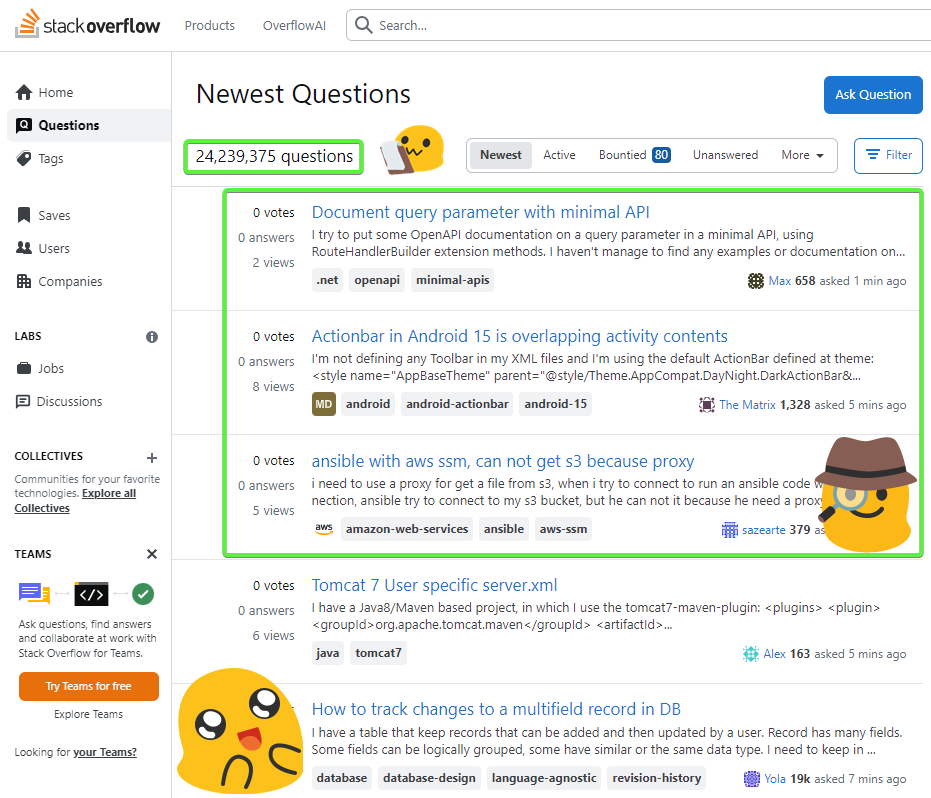 stackoverflow
Products
OverflowAI
Search...
Home
Questions
Tags
Saves
Users
Companies
LABS
Jobs
Discussions
COLLECTIVES
Communities for your favorite
technologies. Explore all
Collectives
TEAMS
Ask questions, find answers
and collaborate at work with
Stack Overflow for Teams.
Try Teams for free
Explore Teams
Looking for your Teams?
Newest Questions
Ask Question
24,239,375 questions
Newest
Active
Bountied 80
Unanswered
More
Filter
0 votes
0 answers
2 views
Document query parameter with minimal API
I try to put some OpenAPI documentation on a query parameter in a minimal API, using
RouteHandlerBuilder extension methods. I haven't manage to find any examples or documentation on...
.net openapi minimal-apis
Max 658 asked 1 min ago
0 votes
0 answers
8 views
Actionbar in Android 15 is overlapping activity contents
I'm not defining any Toolbar in my XML files and I'm using the default ActionBar defined at theme:
<style name="AppBaseTheme" parent="@style/Theme.AppCompat.DayNight.DarkActionBar&...
MD android android-actionbar android-15
The Matrix 1,328 asked 5 mins ago
0 votes
0 answers
5 views
ansible with aws ssm, can not get s3 because proxy
i need to use a proxy for get a file from s3, when i try to connect to run an ansible code
nection, ansible try to connect to my s3 bucket, but he can not it because he need a
aws amazon-web-services ansible aws-ssm
sazearte 379
0 votes
0 answers
6 views
Tomcat 7 User specific server.xml
I have a Java8/Maven based project, in which I use the tomcat7-maven-plugin: <plugins> <plugin>
<groupId>org.apache.tomcat.maven</groupId> <artifactId>...
java tomcat7
Alex 163 asked 5 mins ago
How to track changes to a multifield record in DB
I have a table that keep records that can be added and then updated by a user. Record has many fields.
Some fields can be logically grouped, some have similar or the same data type. I need to keep in ...
database database-design language-agnostic revision-history
Yola 19k asked 7 mins ago